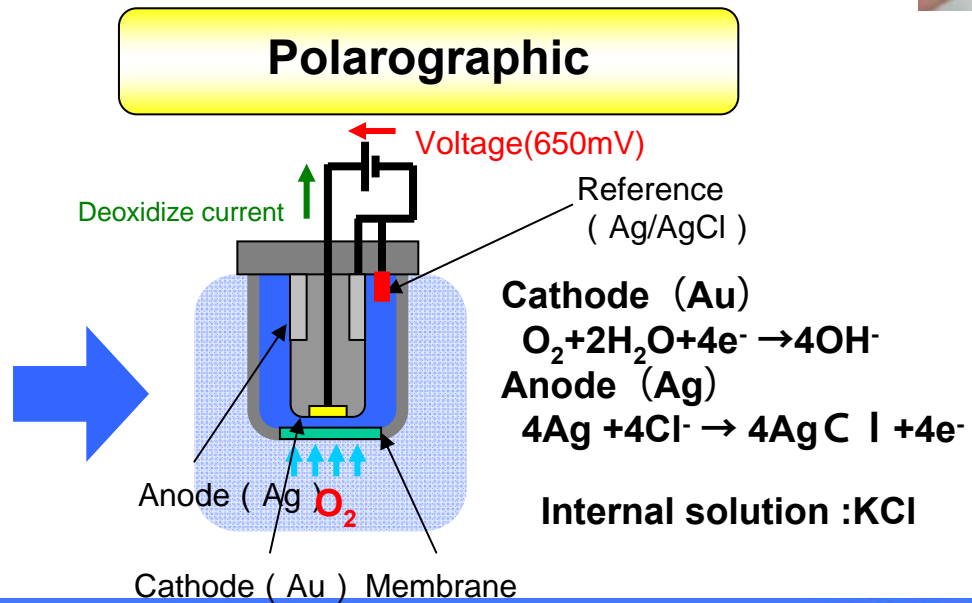 Polarographic
Voltage(650mV)
Deoxidize current
Reference
( Ag/AgCl )
Cathode（Au）
O₂+2H₂O+4e⁻ →4OH⁻
Anode（Ag）
4Ag +4Cl⁻ → 4AgＣｌ+4e⁻
Anode ( Ag )
O₂
Internal solution :KCl
Cathode ( Au ) Membrane